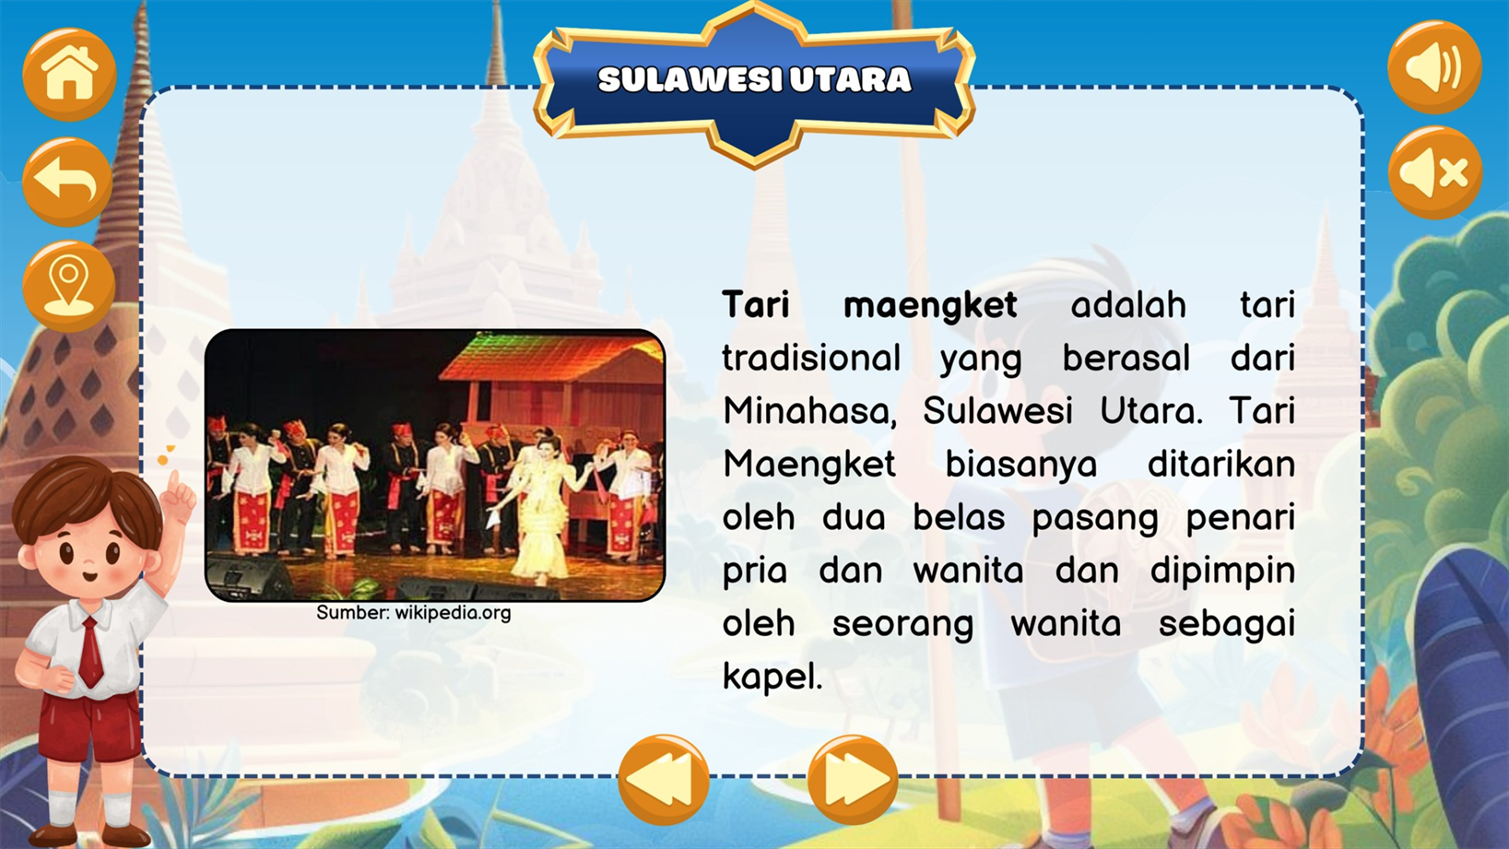 SULAWESI UTARA
Tari maengket adalah tari
tradisional yang berasal dari
Minahasa, Sulawesi Utara. Tari
Maengket biasanya ditarikan
oleh dua belas pasang penari
pria dan wanita dan dipimpin
oleh seorang wanita sebagai
kapel.
Sumber: wikipedia.org